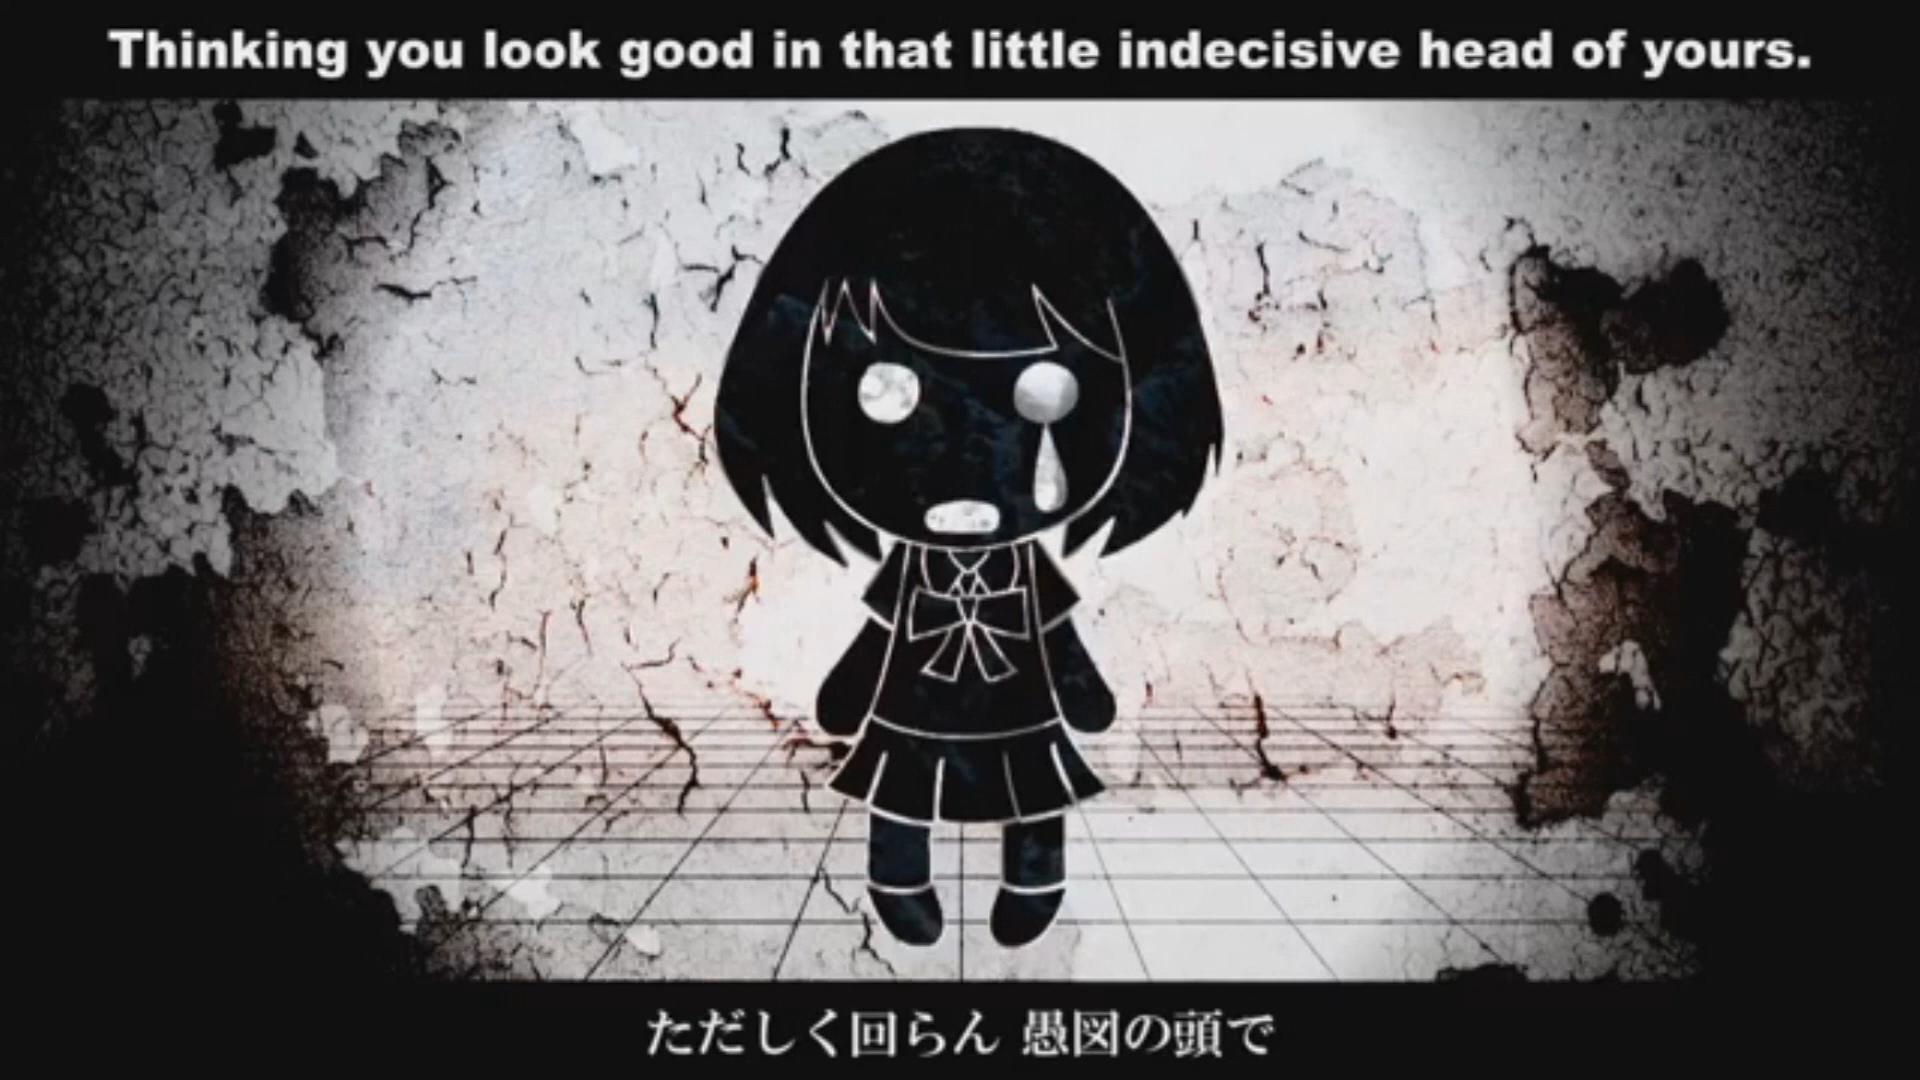 Thinking you look good in that little indecisive head of yours.
ただしく回らん 愚図の頭で